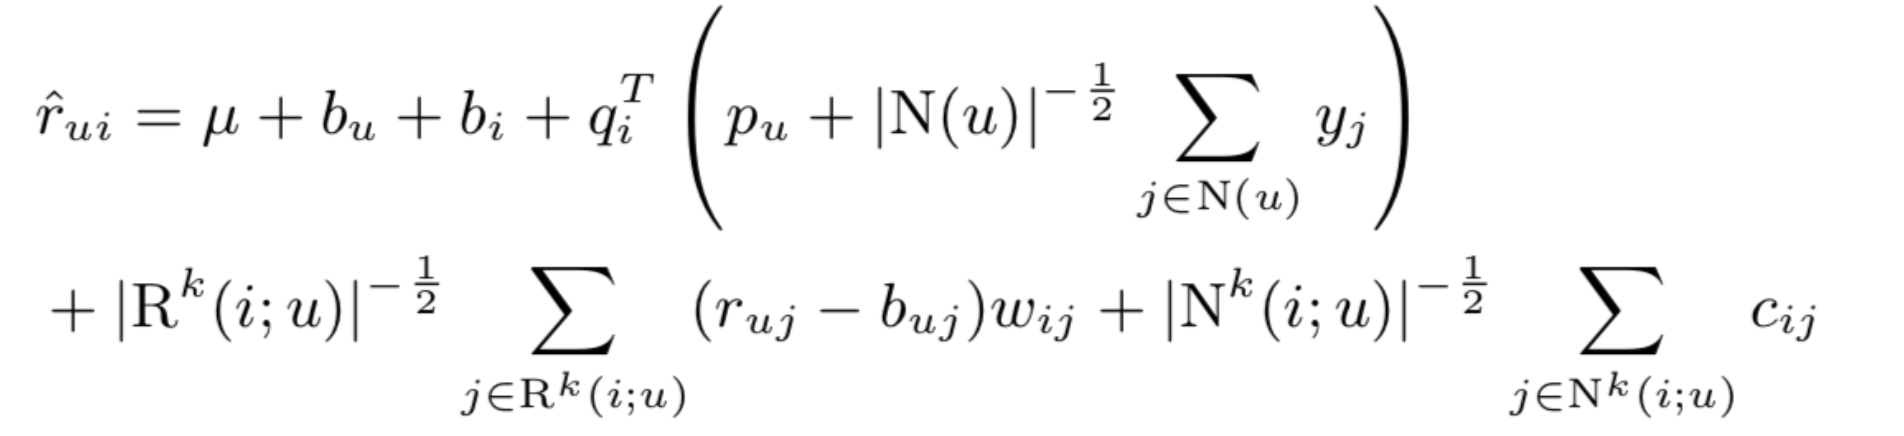 r̂_{ui} = μ + b_u + b_i + q_i^T ( p_u + |N(u)|^{-1/2} ∑_{j∈N(u)} y_j )
+ |R^k(i;u)|^{-1/2} ∑_{j∈R^k(i;u)} (r_{uj} − b_{uj})w_{ij} + |N^k(i;u)|^{-1/2} ∑_{j∈N^k(i;u)} c_{ij}